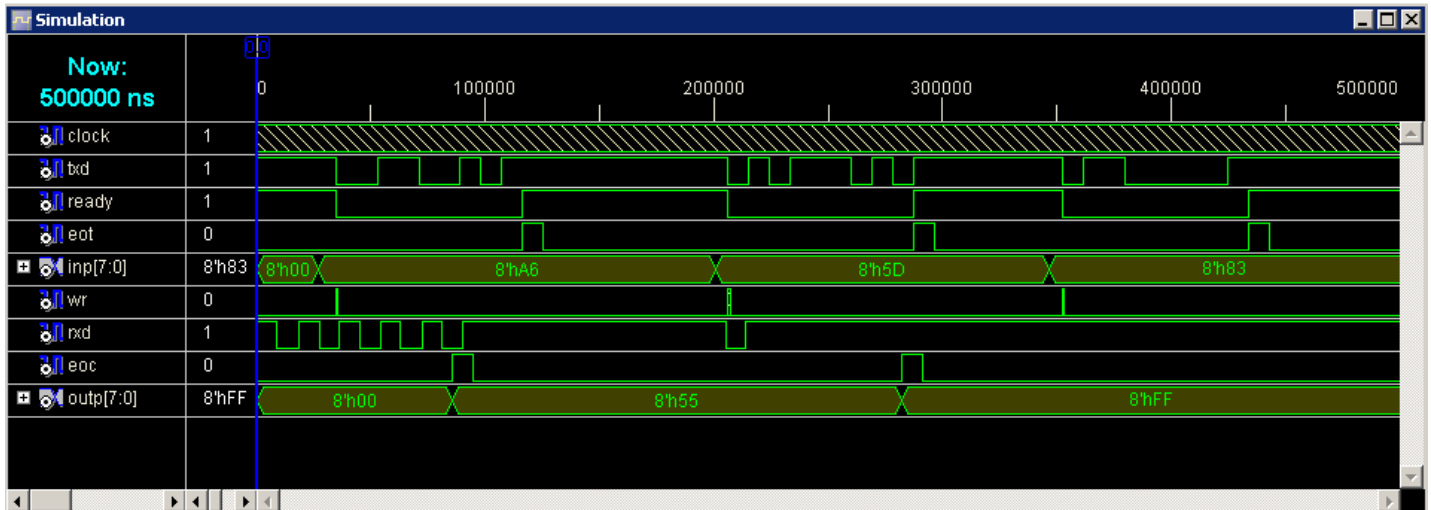 Simulation
0.0
Now:
500000 ns
0 100000 200000 300000 400000 500000
clock 1
txd 1
ready 1
eot 0
inp[7:0] 8'h83 8'h00 8'hA6 8'h5D 8'h83
wr 0
rxd 1
eoc 0
outp[7:0] 8'hFF 8'h00 8'h55 8'hFF